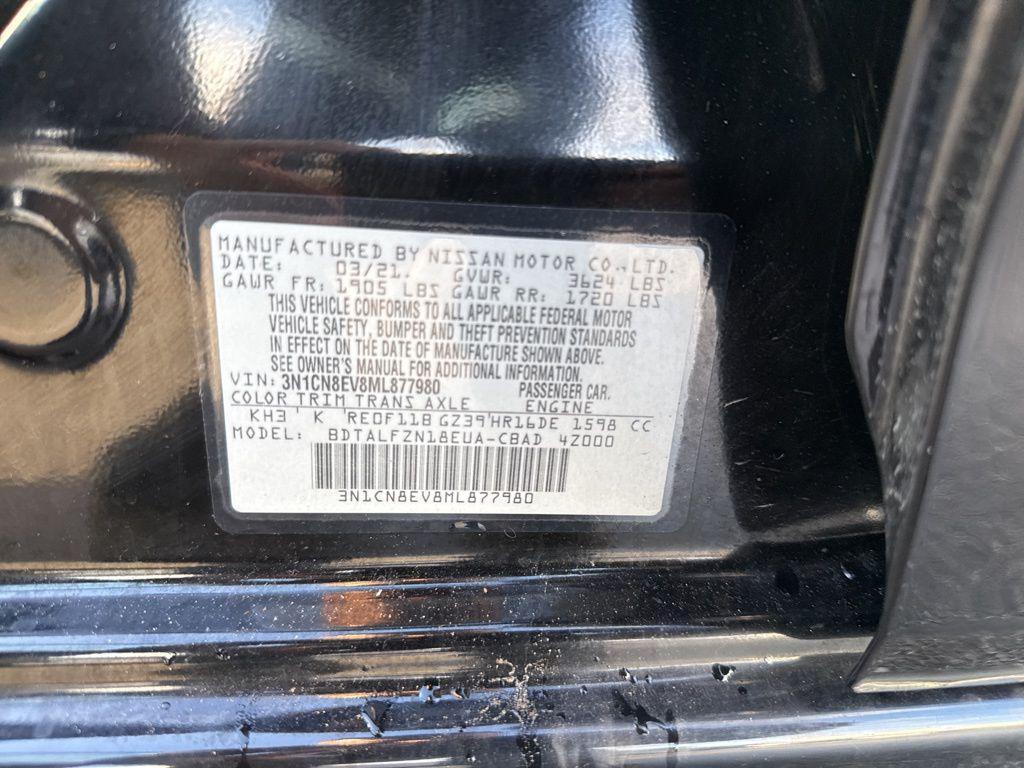 MANUFACTURED BY NISSAN MOTOR CO.,LTD.
DATE: 03/21. GVWR: 3624 LBS
GAWR FR: 1905 LBS GAWR RR: 1720 LBS
THIS VEHICLE CONFORMS TO ALL APPLICABLE FEDERAL MOTOR
VEHICLE SAFETY, BUMPER AND THEFT PREVENTION STANDARDS
IN EFFECT ON THE DATE OF MANUFACTURE SHOWN ABOVE.
SEE OWNER'S MANUAL FOR ADDITIONAL INFORMATION.
VIN: 3N1CN8EV8ML877980 PASSENGER CAR.
COLOR TRIM TRANS AXLE ENGINE
KH3 K RE0F11B GZ39 HR16DE 1598 CC
MODEL: BDTALFZN18EUA-CBAD 4Z000
3N1CN8EV8ML877980